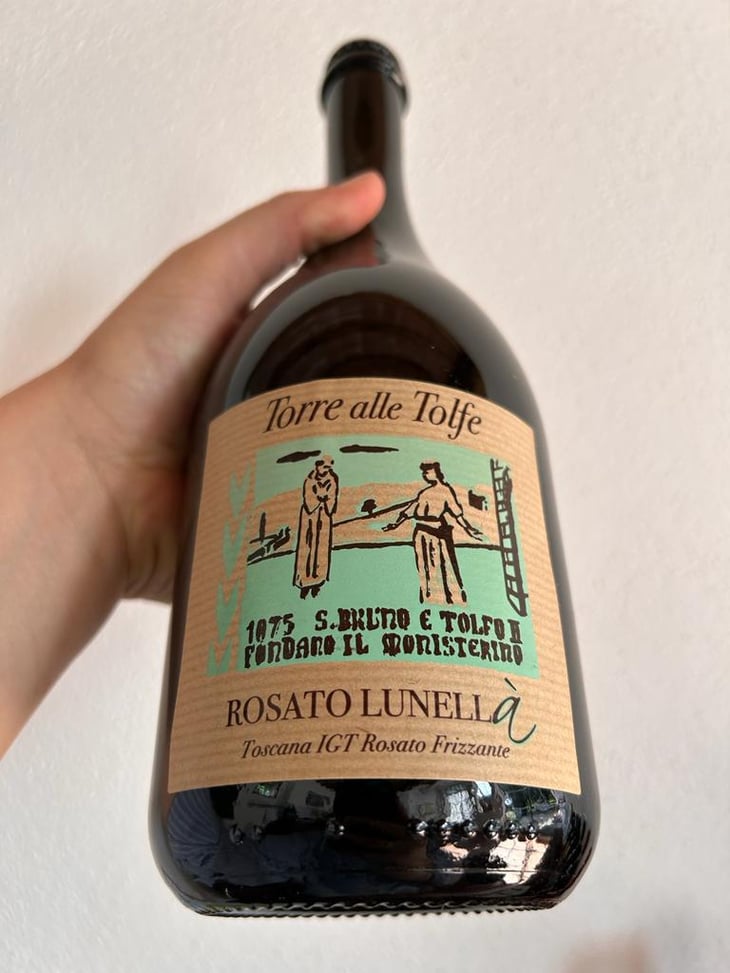 Torre alle Tolfe
1075 S.BRUNO E TOLFO II
FONDANO IL MONISTERINO
ROSATO LUNELLà
Toscana IGT Rosato Frizzante